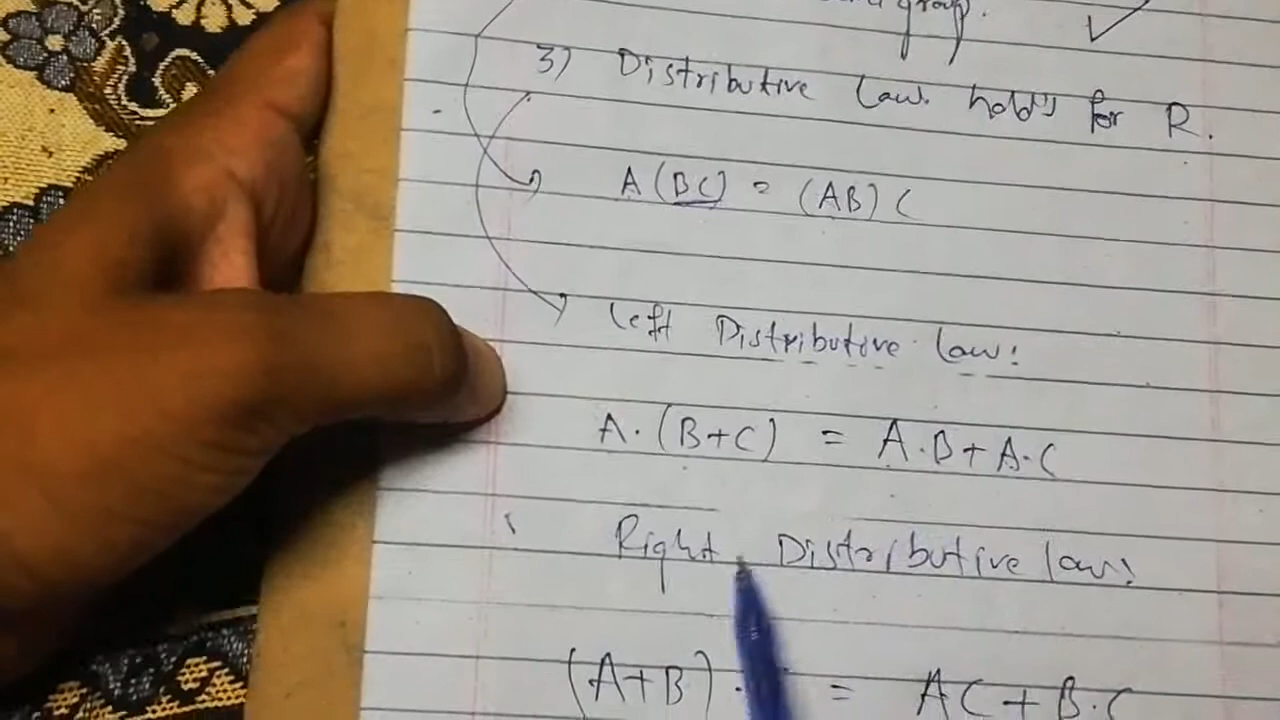 3) Distributive law holds for R.
A(BC) = (AB) C
Left Distributive law:
A·(B+C) = A·B+A·C
Right Distributive law:
(A+B)· = AC+B·C